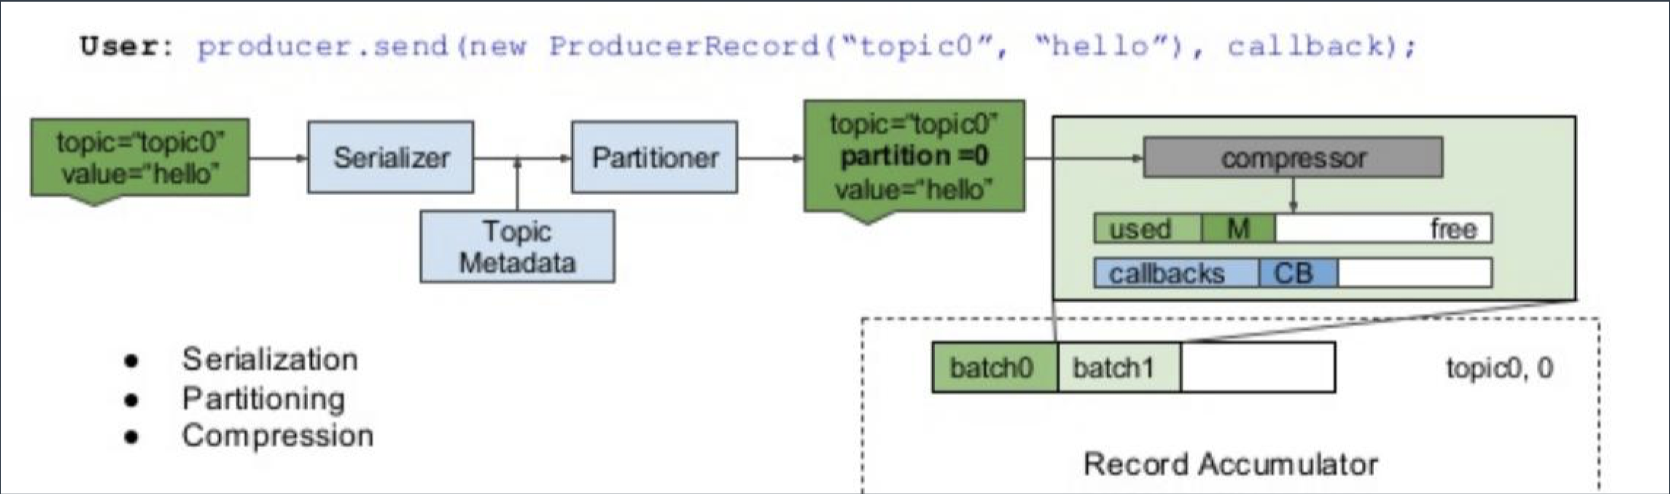 User: producer.send(new ProducerRecord(“topic0”, “hello”), callback);
topic=“topic0”
value=“hello”
Serializer
Topic
Metadata
Partitioner
topic=“topic0”
partition =0
value=“hello”
compressor
used M free
callbacks CB
batch0 batch1 topic0, 0
Record Accumulator
● Serialization
● Partitioning
● Compression